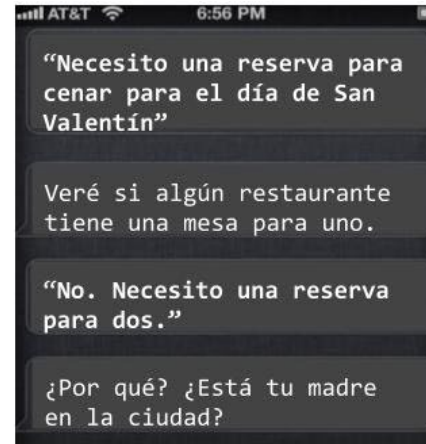 AT&T 6:56 PM
“Necesito una reserva para
cenar para el día de San
Valentín”
Veré si algún restaurante
tiene una mesa para uno.
“No. Necesito una reserva
para dos.”
¿Por qué? ¿Está tu madre
en la ciudad?